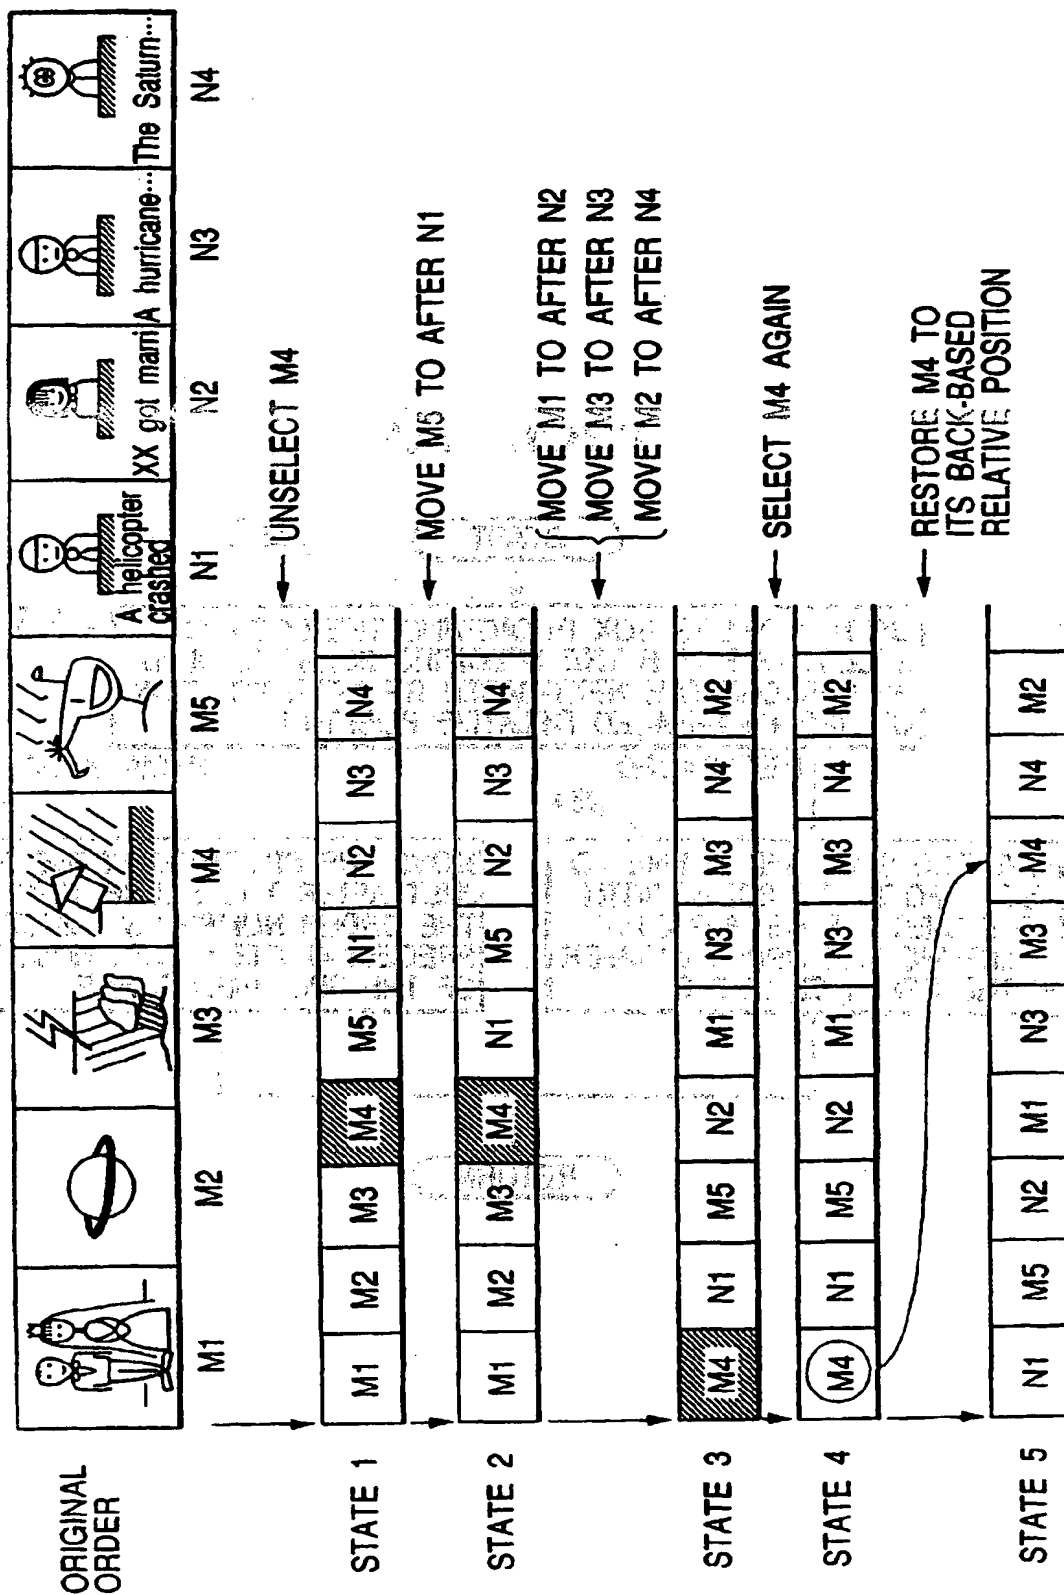 ORIGINAL
ORDER
A helicopter
crashed
XX got marri
A hurricane···
The Saturn···
M1 M2 M3 M4 M5 N1 N2 N3 N4
UNSELECT M4
STATE 1
M1 M2 M3 M4 M5 N1 N2 N3 N4
MOVE M5 TO AFTER N1
STATE 2
M1 M2 M3 M4 N1 M5 N2 N3 N4
MOVE M1 TO AFTER N2
MOVE M3 TO AFTER N3
MOVE M2 TO AFTER N4
STATE 3
M4 N1 M5 N2 M1 N3 M3 N4 M2
SELECT M4 AGAIN
STATE 4
M4 N1 M5 N2 M1 N3 M3 N4 M2
RESTORE M4 TO
ITS BACK-BASED
RELATIVE POSITION
STATE 5
N1 M5 N2 M1 N3 M3 M4 N4 M2